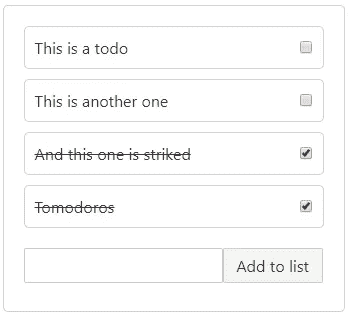 This is a todo
This is another one
And this one is striked
Tomodoros
Add to list